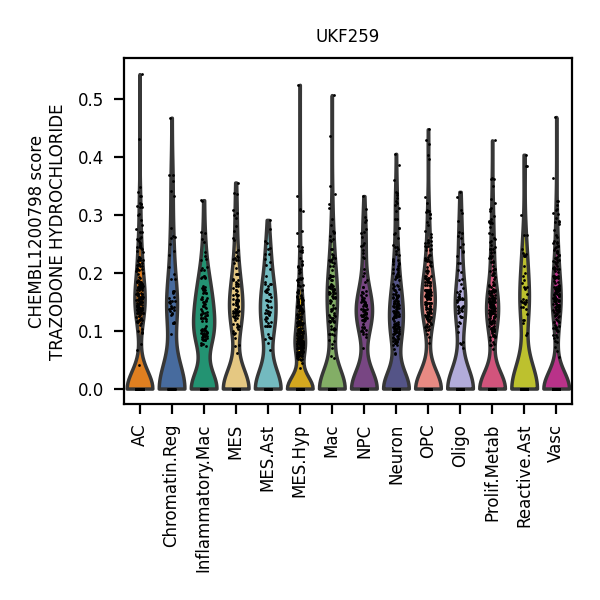 UKF259
CHEMBL1200798 score
TRAZODONE HYDROCHLORIDE
0.5
0.4
0.3
0.2
0.1
0.0
AC
Chromatin.Reg
Inflammatory.Mac
MES
MES.Ast
MES.Hyp
Mac
NPC
Neuron
OPC
Oligo
Prolif.Metab
Reactive.Ast
Vasc